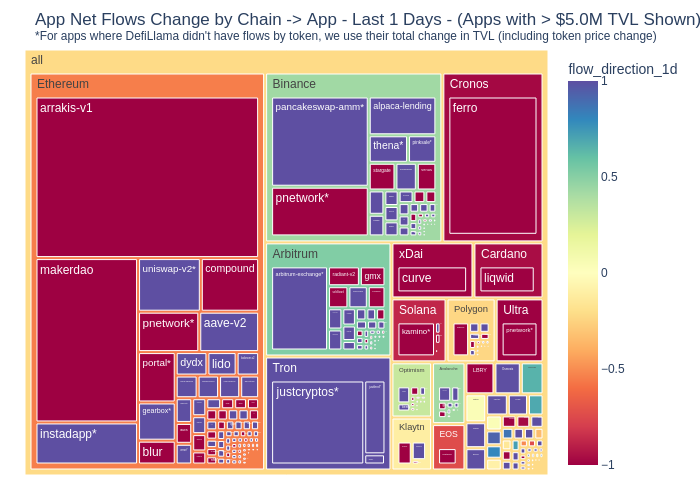 App Net Flows Change by Chain -> App - Last 1 Days - (Apps with > $5.0M TVL Shown)
*For apps where DefiLlama didn't have flows by token, we use their total change in TVL (including token price change)
flow_direction_1d
1
0.5
0
−0.5
−1
all
Ethereum
arrakis-v1
makerdao
instadapp*
uniswap-v2*
compound
pnetwork*
aave-v2
portal*
dydx
lido
gearbox*
blur
Binance
pancakeswap-amm*
alpaca-lending
thena*
pinksale*
stargate
pnetwork*
Cronos
ferro
Arbitrum
arbitrum-exchange*
radiant-v2
gmx
xDai
curve
Cardano
liqwid
Solana
kamino*
Polygon
Ultra
pnetwork*
Tron
justcryptos*
Optimism
Avalanche
LBRY
Klaytn
EOS